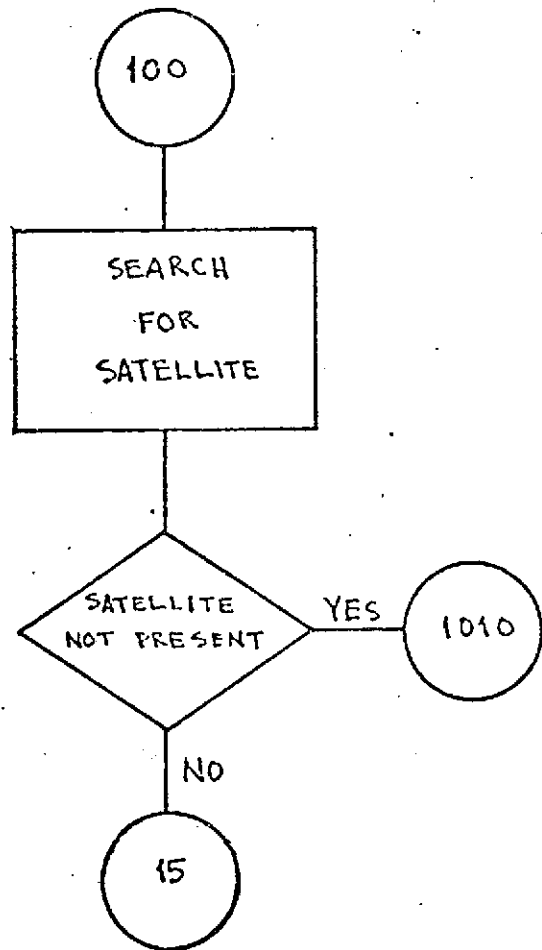 100
SEARCH
FOR
SATELLITE
SATELLITE
NOT PRESENT
YES
1010
NO
15